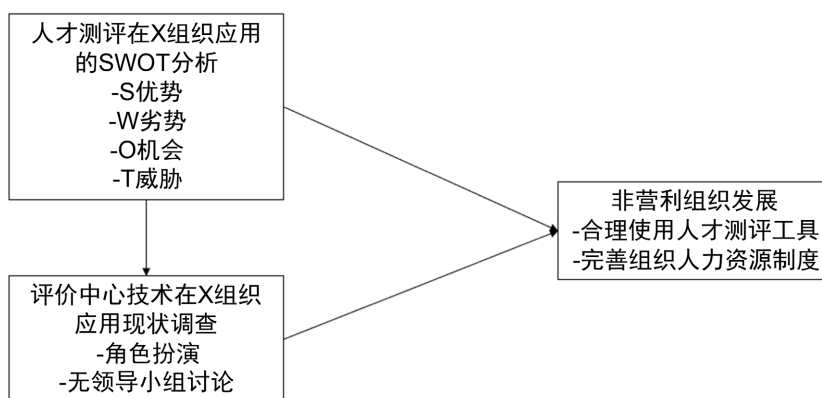 人才测评在X组织应用
的SWOT分析
-S优势
-W劣势
-O机会
-T威胁
非营利组织发展
-合理使用人才测评工具
-完善组织人力资源制度
评价中心技术在X组织
应用现状调查
-角色扮演
-无领导小组讨论